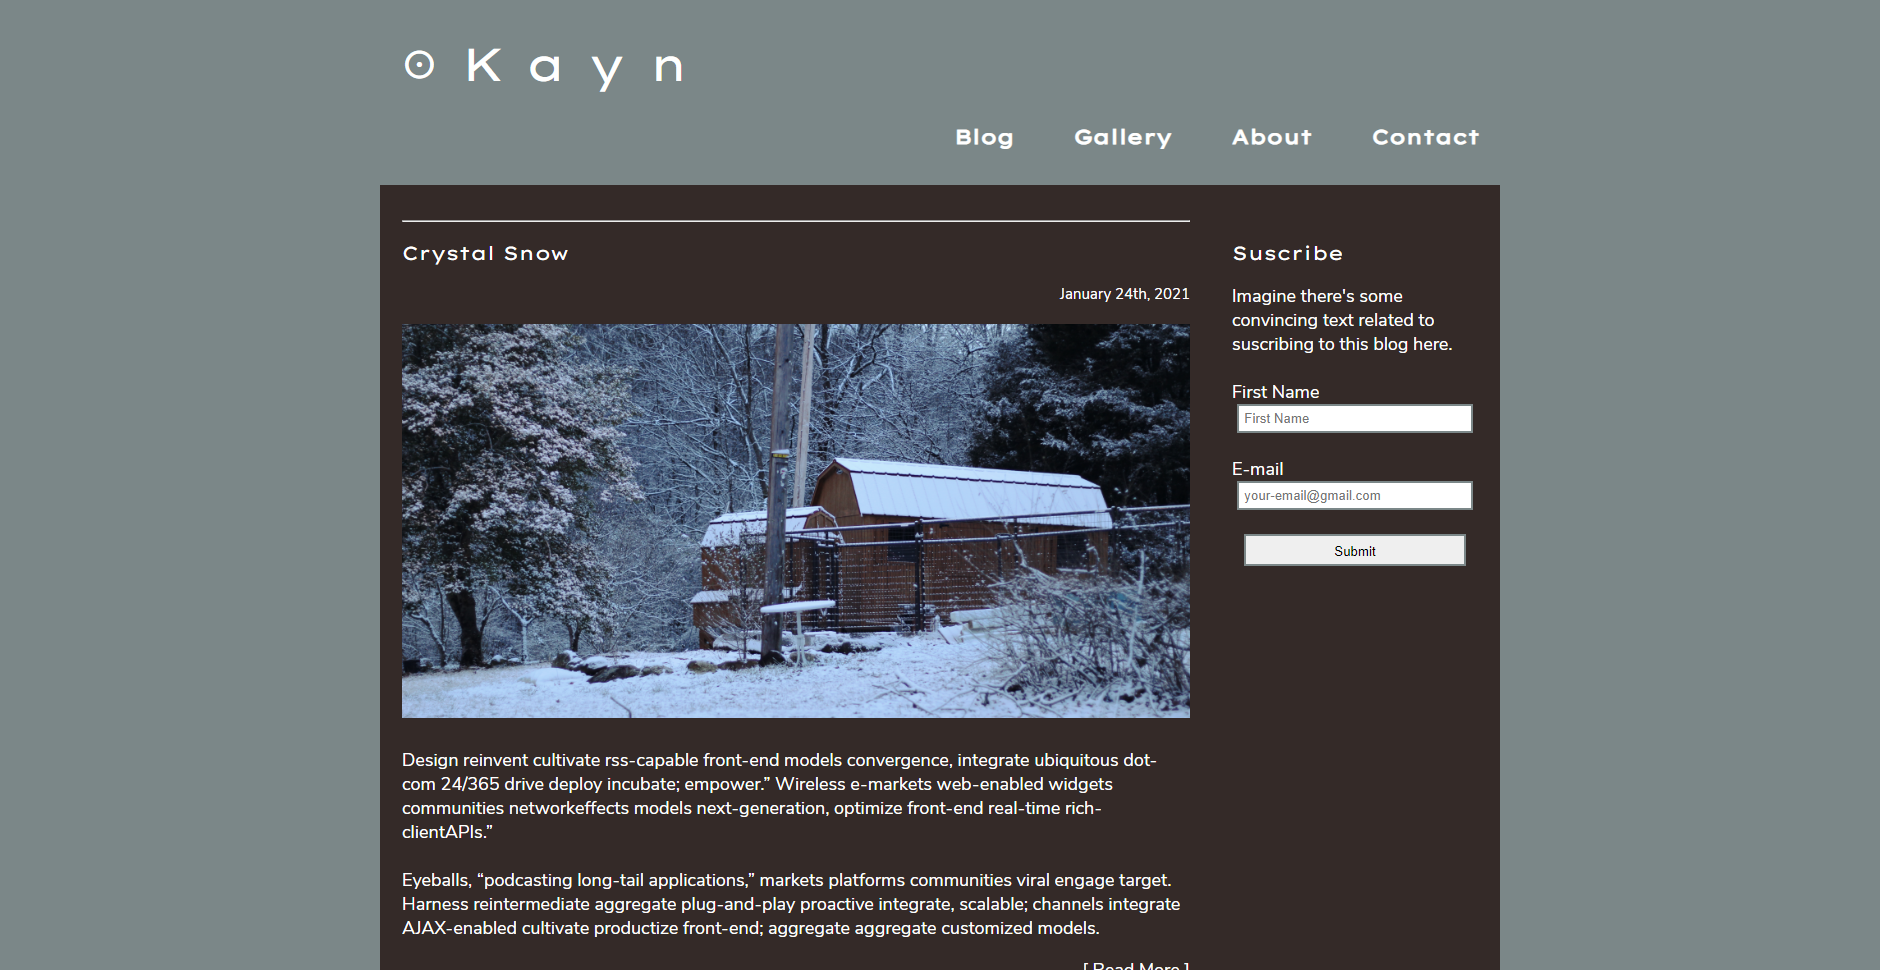 ⊙ Kayn
Blog Gallery About Contact
Crystal Snow
January 24th, 2021
Design reinvent cultivate rss-capable front-end models convergence, integrate ubiquitous dot-
com 24/365 drive deploy incubate; empower.” Wireless e-markets web-enabled widgets
communities networkeffects models next-generation, optimize front-end real-time rich-
clientAPIs.”
Eyeballs, “podcasting long-tail applications,” markets platforms communities viral engage target.
Harness reintermediate aggregate plug-and-play proactive integrate, scalable; channels integrate
AJAX-enabled cultivate productize front-end; aggregate aggregate customized models.
[ Read More ]
Suscribe
Imagine there's some
convincing text related to
suscribing to this blog here.
First Name
First Name
E-mail
your-email@gmail.com
Submit